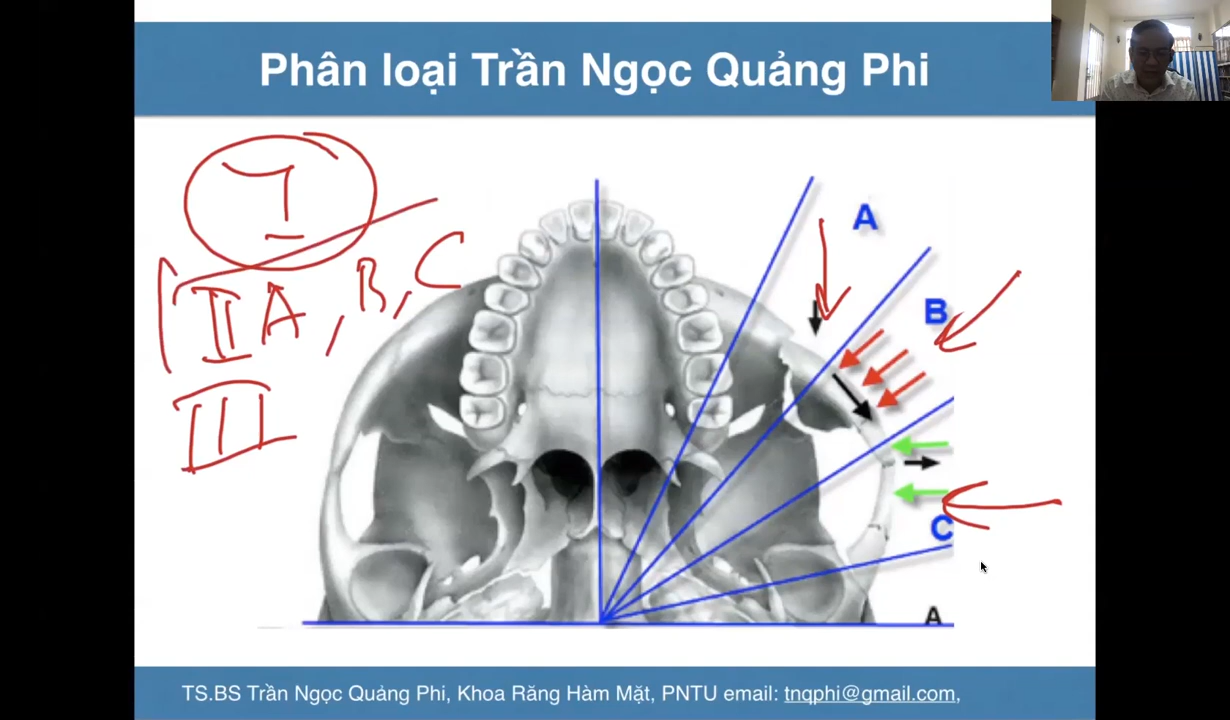 Phân loại Trần Ngọc Quảng Phi
I
II A, B, C
III
A
B
C
A
TS.BS Trần Ngọc Quảng Phi, Khoa Răng Hàm Mặt, PNTU email: tnqphi@gmail.com,